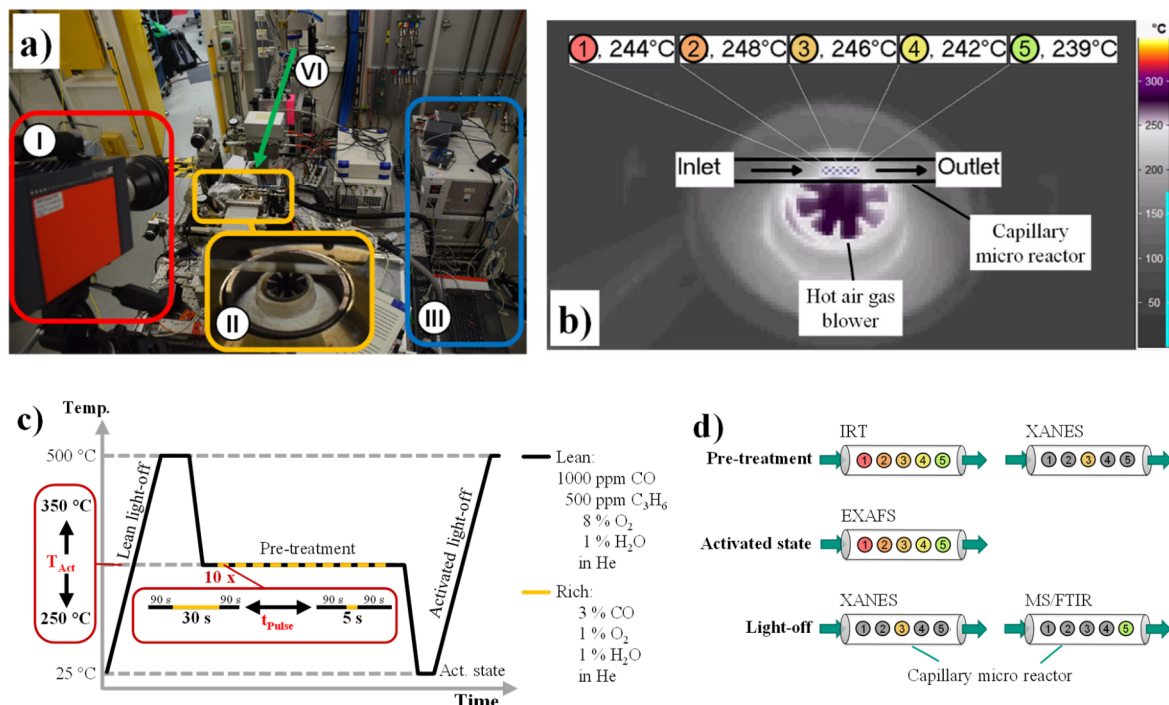 a)
I
II
III
VI
b)
1, 244°C 2, 248°C 3, 246°C 4, 242°C 5, 239°C
°C
300
250
200
150
100
50
Inlet
Outlet
Capillary
micro reactor
Hot air gas
blower
c)
Temp.
500 °C
350 °C
T_Act
250 °C
25 °C
Lean light-off
Pre-treatment
10 x
90 s 90 s 90 s 90 s
30 s t_Pulse 5 s
Activated light-off
Act. state
Time
Lean:
1000 ppm CO
500 ppm C₃H₆
8 % O₂
1 % H₂O
in He
Rich:
3 % CO
1 % O₂
1 % H₂O
in He
d)
IRT XANES
Pre-treatment 1 2 3 4 5 1 2 3 4 5
EXAFS
Activated state 1 2 3 4 5
XANES MS/FTIR
Light-off 1 2 3 4 5 1 2 3 4 5
Capillary micro reactor